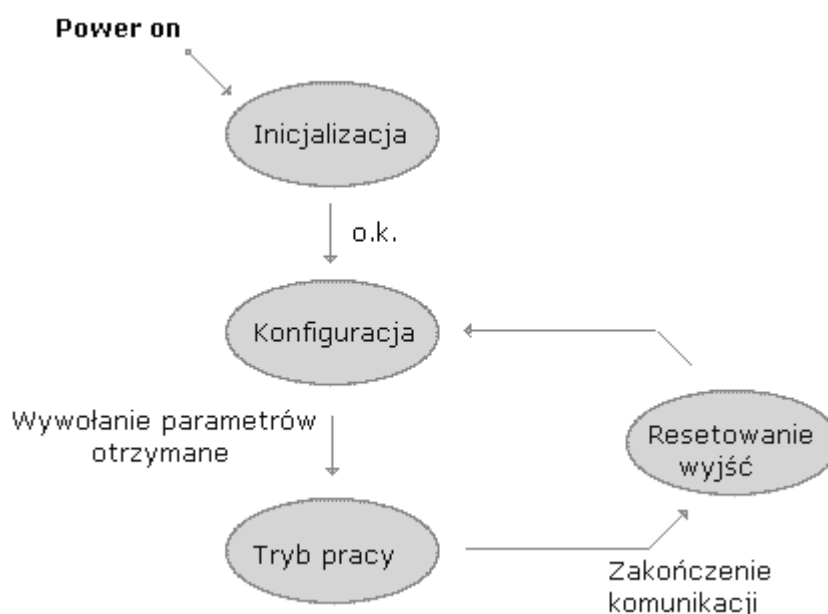 Power on
Inicjalizacja
o.k.
Konfiguracja
Wywołanie parametrów
otrzymane
Resetowanie
wyjść
Tryb pracy
Zakończenie
komunikacji